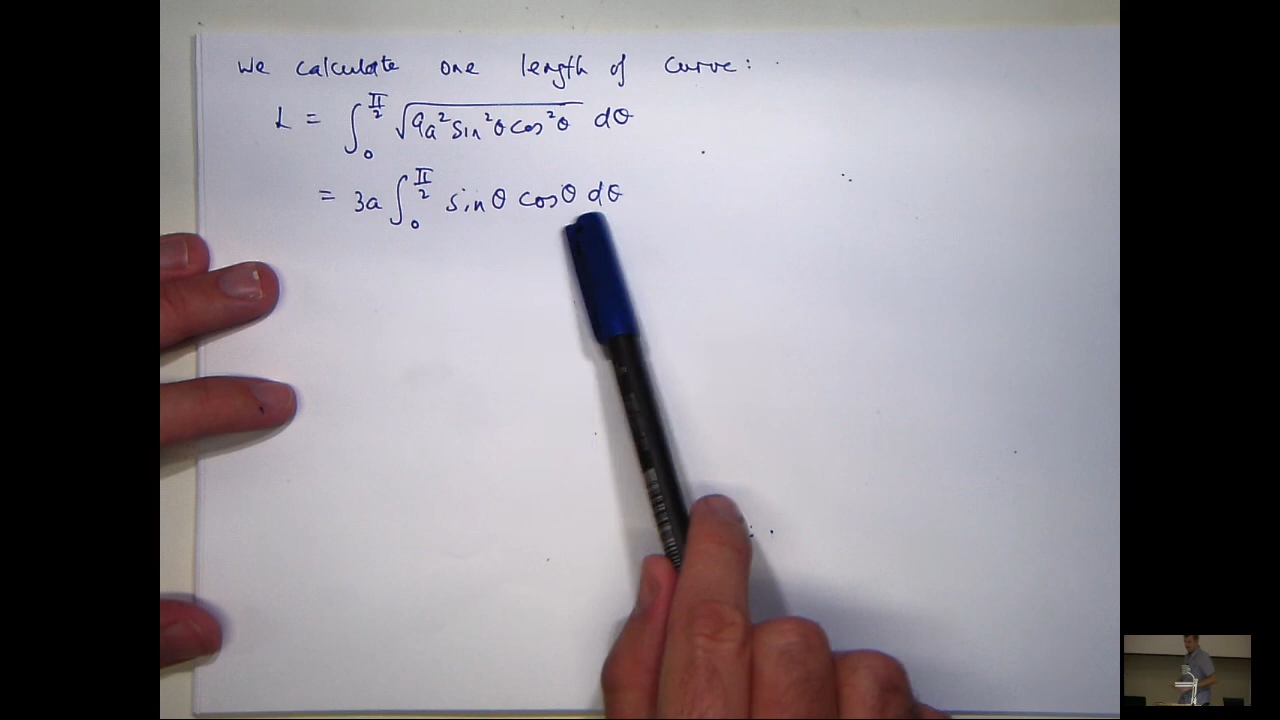 We calculate one length of curve:
L = ∫₀^{π/2} √(9a² sin²θ cos²θ) dθ
= 3a ∫₀^{π/2} sinθ cosθ dθ